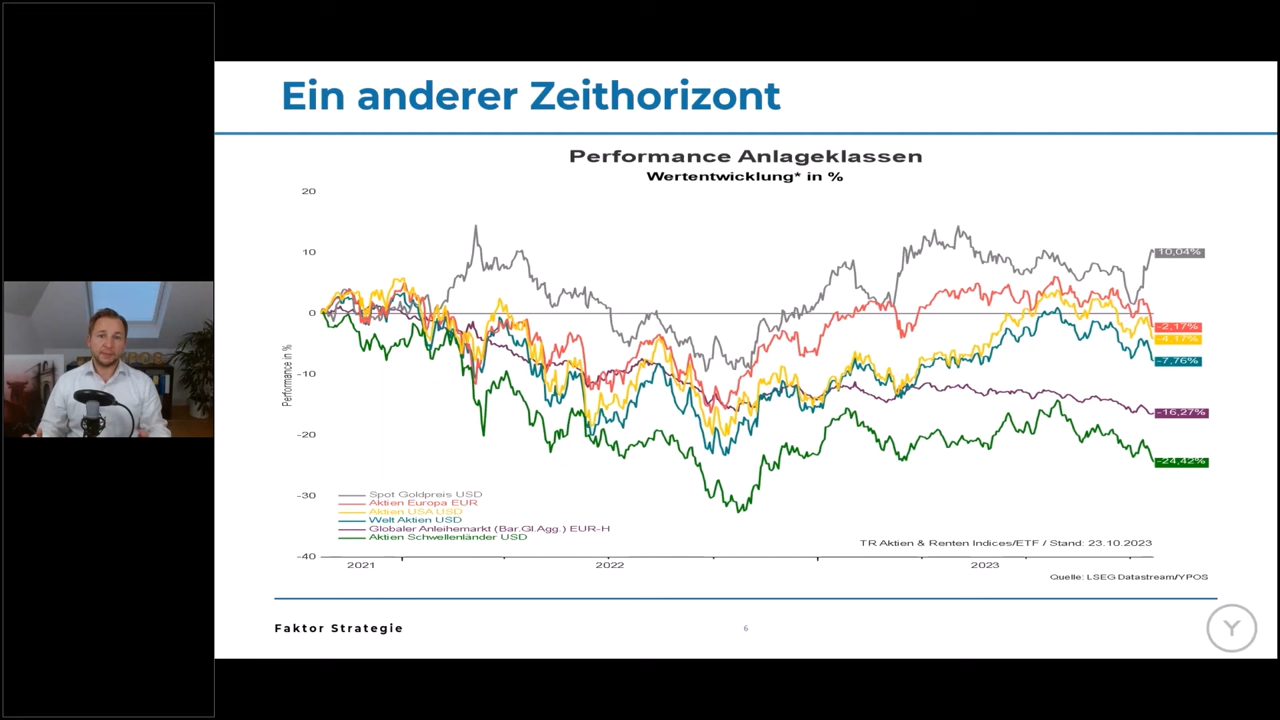 Ein anderer Zeithorizont
Performance Anlageklassen
Wertentwicklung* in %
20
10
0
-10
-20
-30
-40
Performance in %
10,04%
-2,17%
-4,17%
-7,76%
-16,27%
-24,42%
Spot Goldpreis USD
Aktien Europa EUR
Aktien USA USD
Welt Aktien USD
Globaler Anleihemarkt (Bar.Gl.Agg.) EUR-H
Aktien Schwellenländer USD
TR Aktien & Renten Indices/ETF / Stand: 23.10.2023
2021 2022 2023
Quelle: LSEG Datastream/YPOS
Faktor Strategie
6
Y